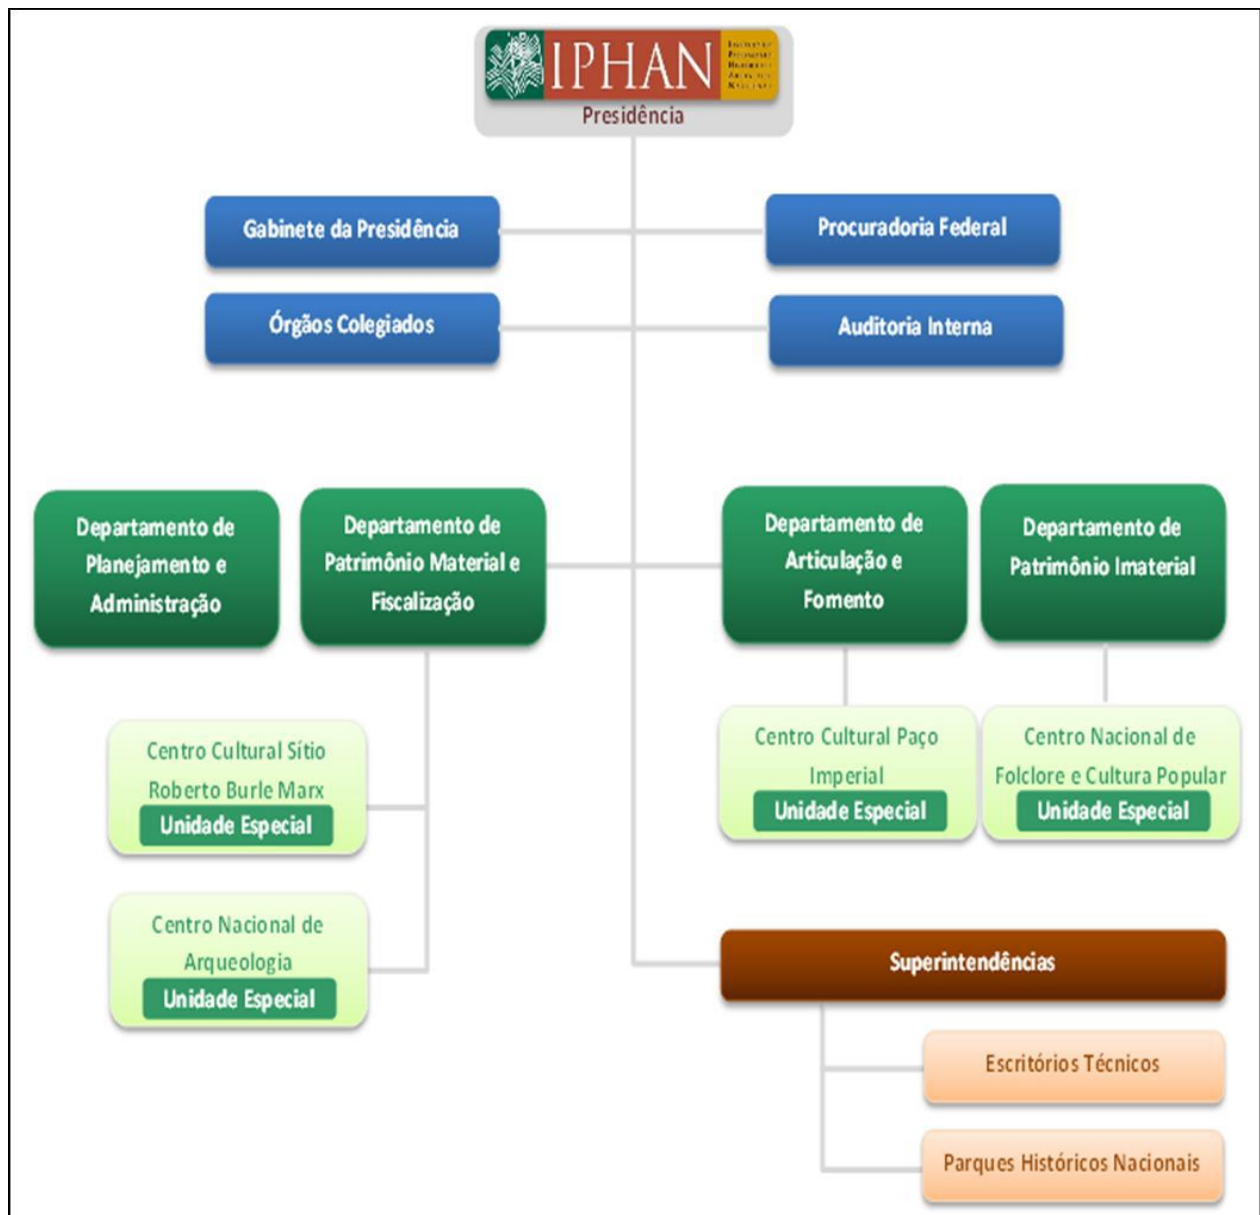 IPHAN
Presidência
Gabinete da Presidência
Procuradoria Federal
Órgãos Colegiados
Auditoria Interna
Departamento de
Planejamento e
Administração
Departamento de
Patrimônio Material e
Fiscalização
Departamento de
Articulação e
Fomento
Departamento de
Patrimônio Imaterial
Centro Cultural Sítio
Roberto Burle Marx
Unidade Especial
Centro Nacional de
Arqueologia
Unidade Especial
Centro Cultural Paço
Imperial
Unidade Especial
Centro Nacional de
Folclore e Cultura Popular
Unidade Especial
Superintendências
Escritórios Técnicos
Parques Históricos Nacionais